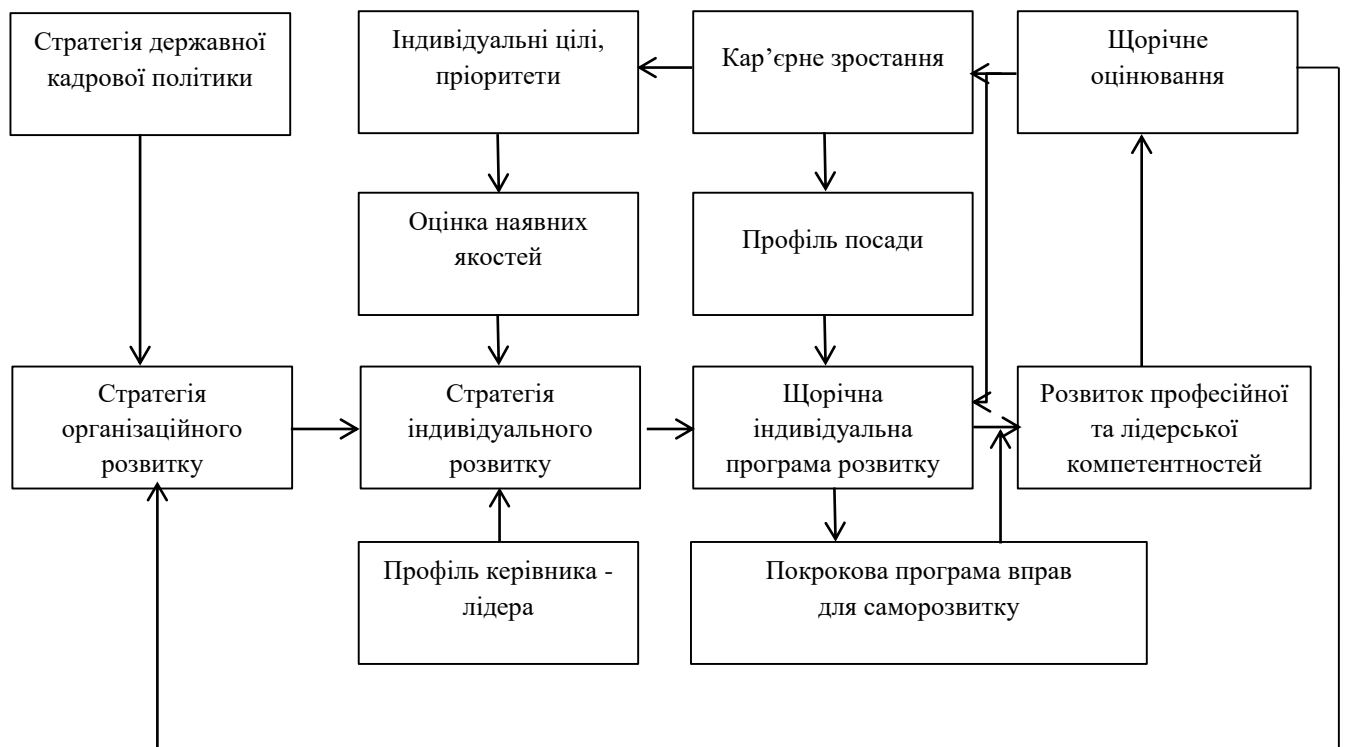 Стратегія державної
кадрової політики
Індивідуальні цілі,
пріоритети
Кар’єрне зростання
Щорічне
оцінювання
Оцінка наявних
якостей
Профіль посади
Стратегія
організаційного
розвитку
Стратегія
індивідуального
розвитку
Щорічна
індивідуальна
програма розвитку
Розвиток професійної
та лідерської
компетентностей
Профіль керівника -
лідера
Покрокова програма вправ
для саморозвитку